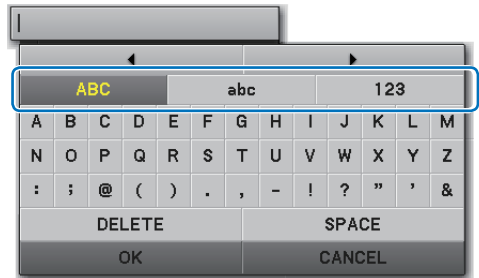 ABC abc 123
A B C D E F G H I J K L M
N O P Q R S T U V W X Y Z
: ; @ ( ) . , - ! ? ” ’ &
DELETE SPACE
OK CANCEL